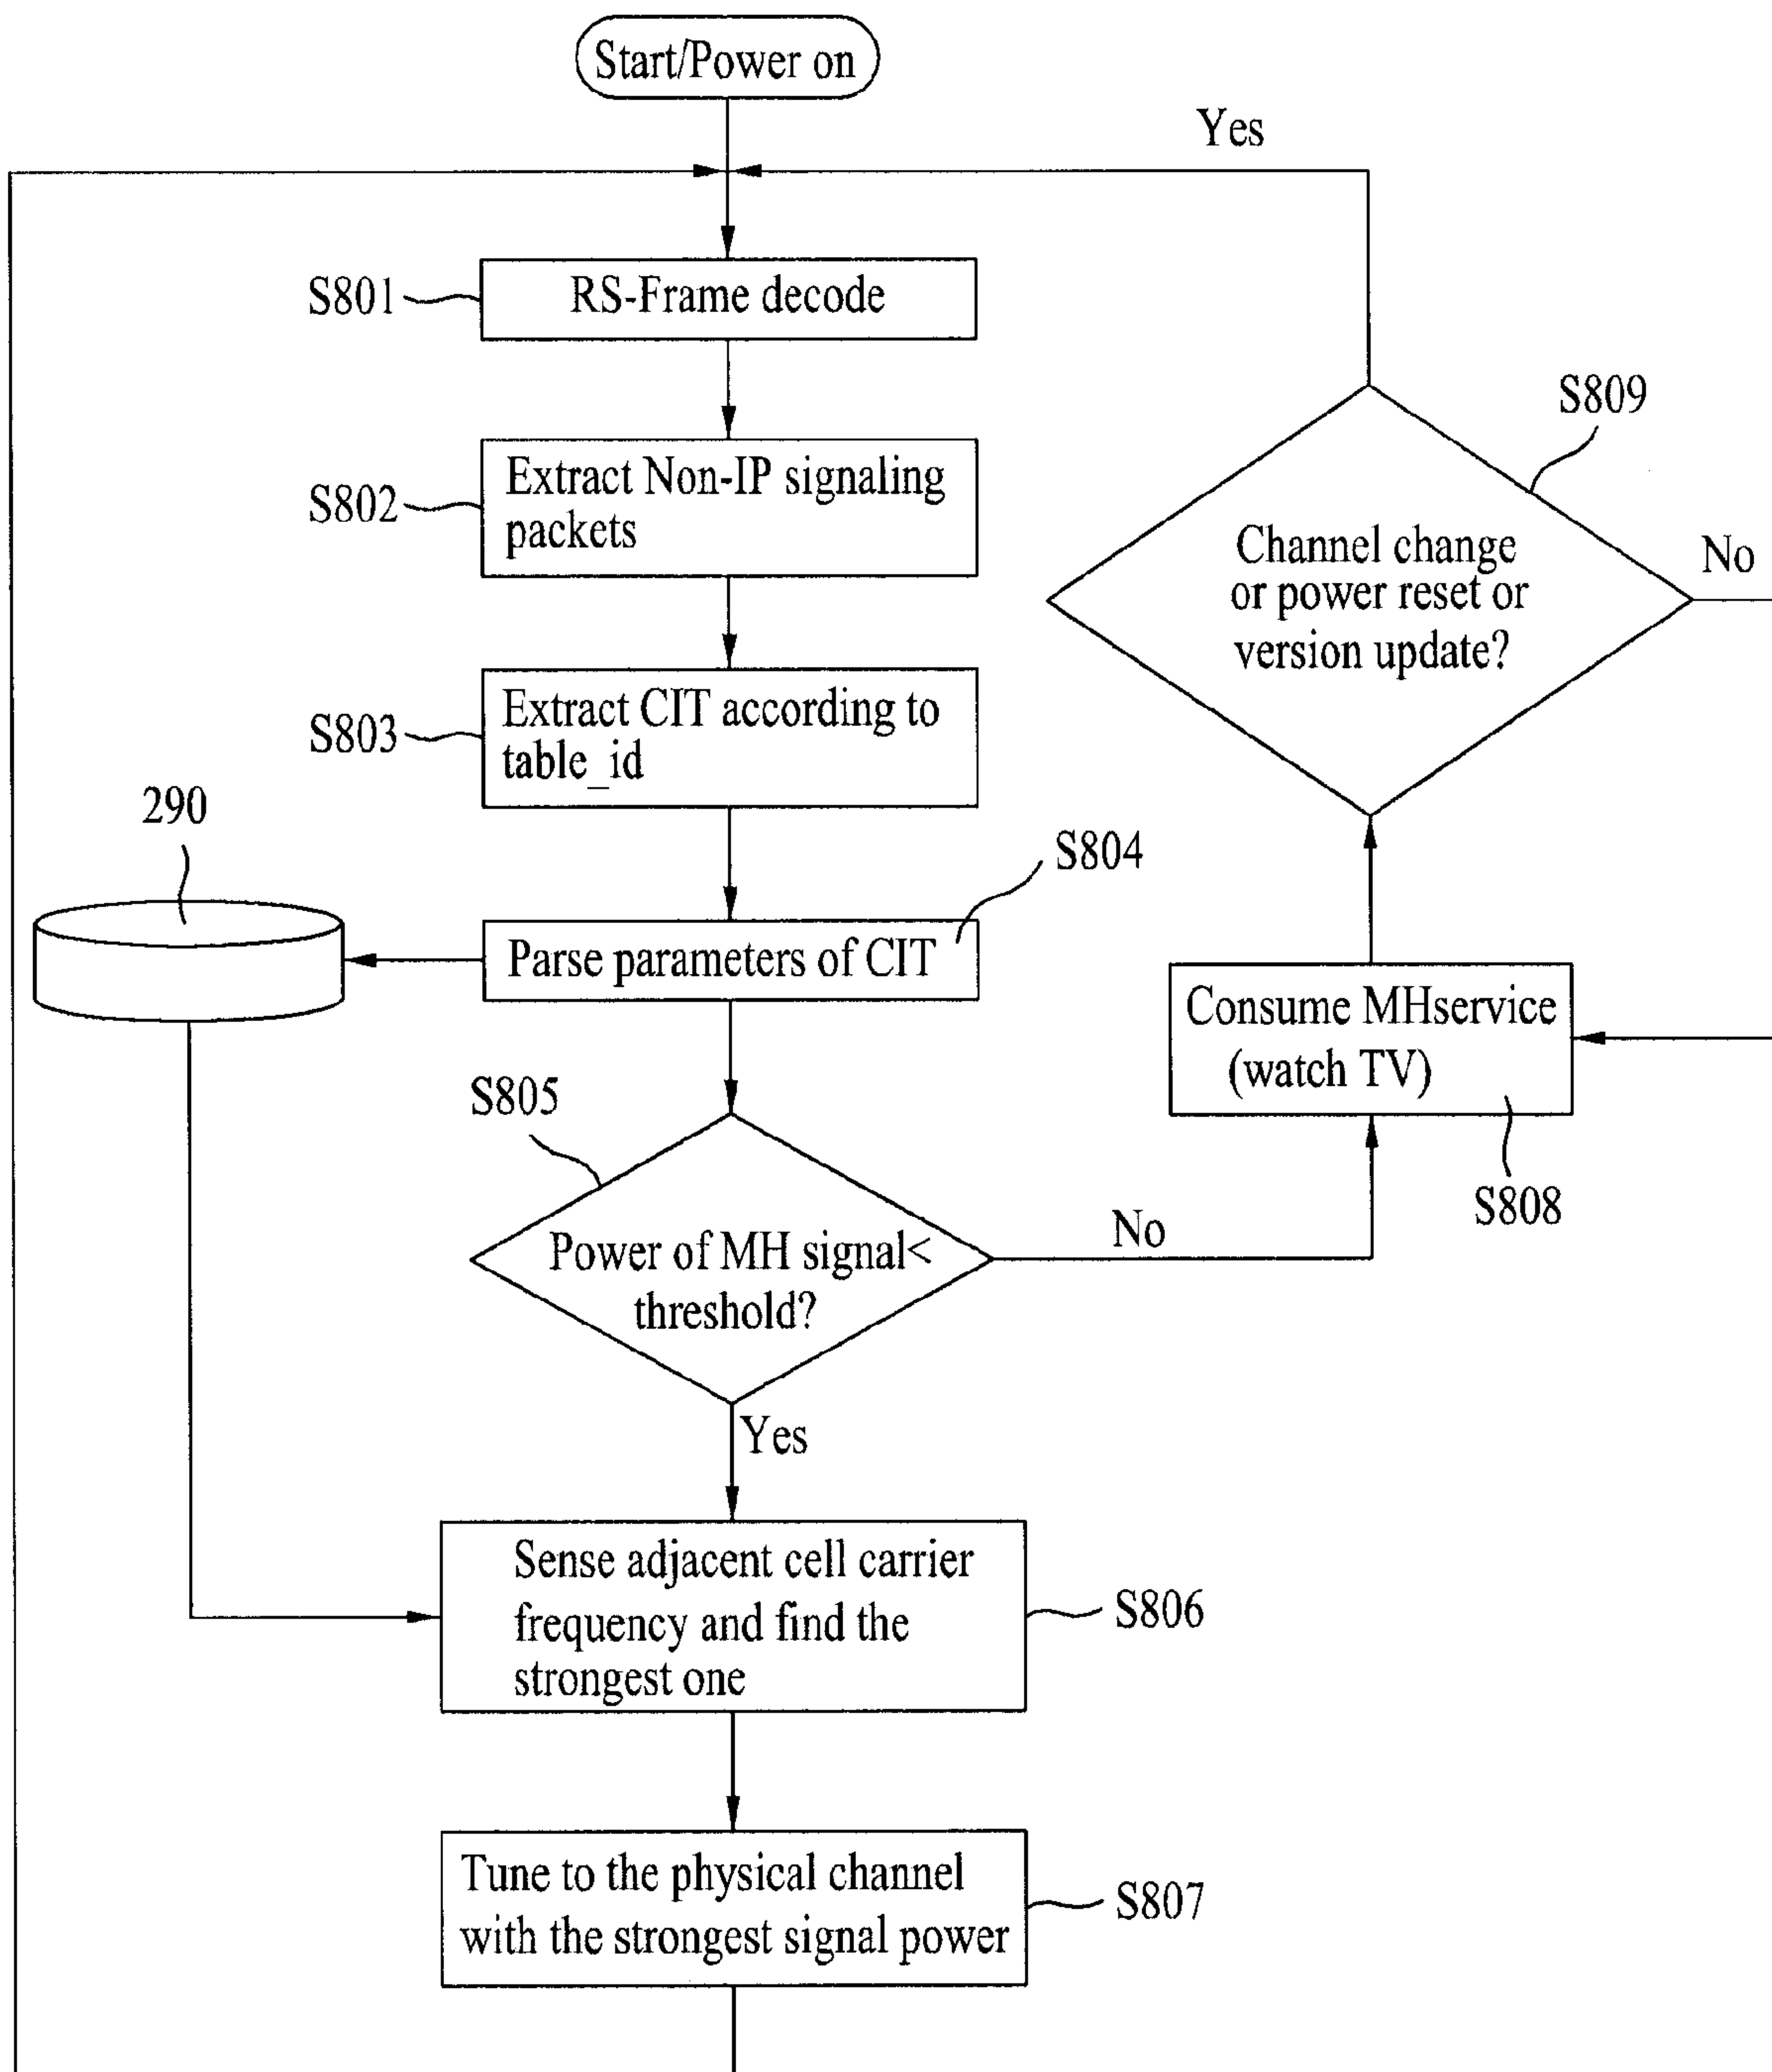 Start/Power on
Yes
S801
RS-Frame decode
S809
S802
Extract Non-IP signaling
packets
Channel change
or power reset or
version update?
No
S803
Extract CIT according to
table_id
290
S804
Parse parameters of CIT
Consume MHservice
(watch TV)
S808
S805
Power of MH signal<
threshold?
No
Yes
Sense adjacent cell carrier
frequency and find the
strongest one
S806
Tune to the physical channel
with the strongest signal power
S807